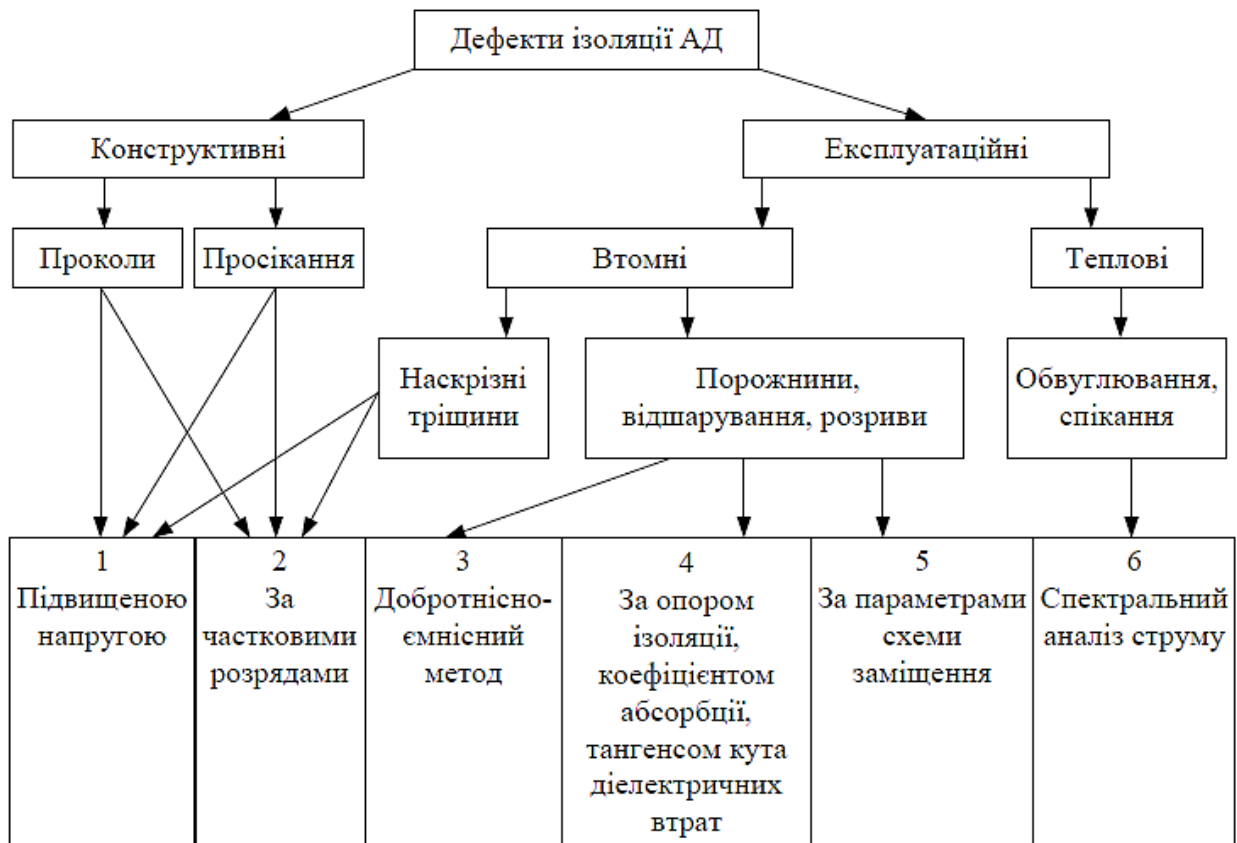 Дефекти ізоляції АД
Конструктивні
Експлуатаційні
Проколи
Просікання
Втомні
Теплові
Наскрізні
тріщини
Порожнини,
відшарування, розриви
Обвуглювання,
спікання
1
Підвищеною
напругою
2
За
частковими
розрядами
3
Добротнісно-
ємнісний
метод
4
За опором
ізоляції,
коефіцієнтом
абсорбції,
тангенсом кута
діелектричних
втрат
5
За параметрами
схеми
заміщення
6
Спектральний
аналіз струму